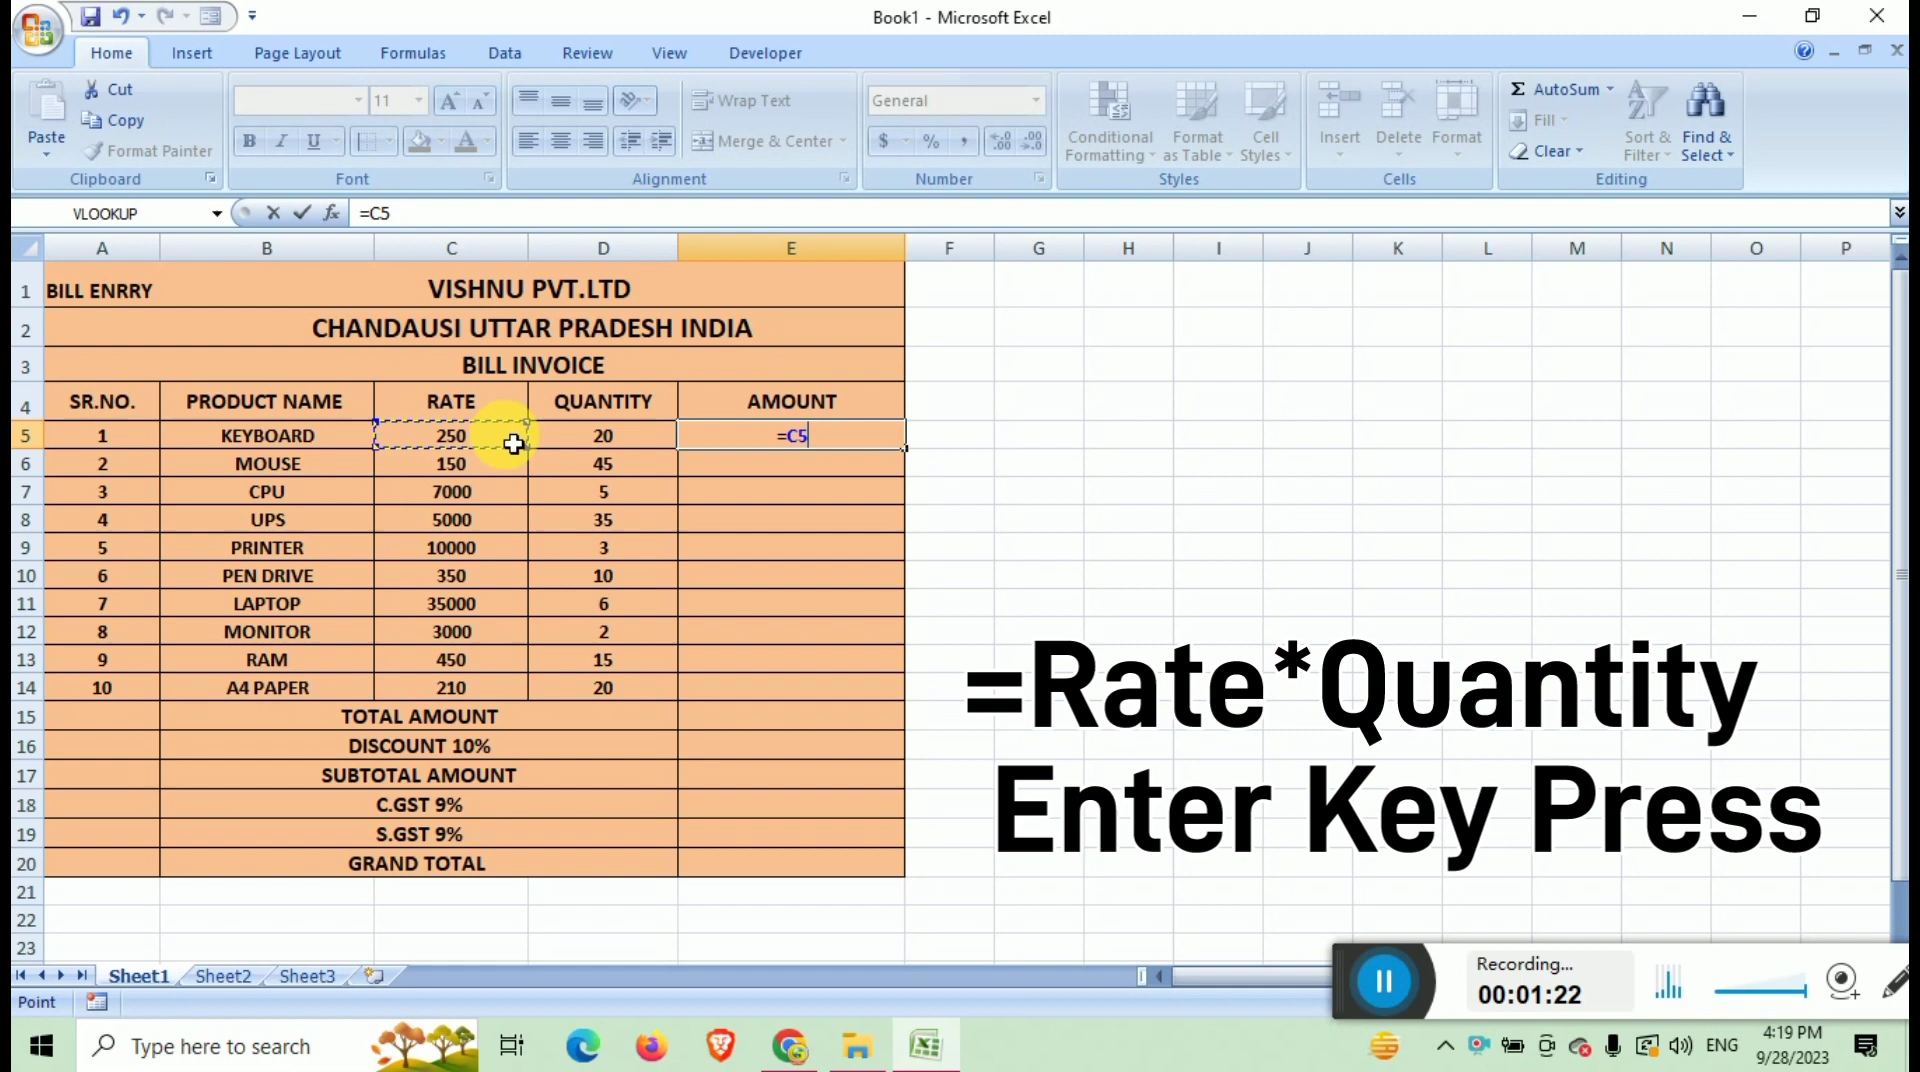 Book1 - Microsoft Excel
Home Insert Page Layout Formulas Data Review View Developer
Paste Cut Copy Format Painter Clipboard
11 B I U Font
Wrap Text Merge & Center Alignment
General $ % , Number
Conditional Formatting Format as Table Cell Styles Styles
Insert Delete Format Cells
Σ AutoSum Fill Clear Sort & Filter Find & Select Editing
VLOOKUP fx =C5
A B C D E F G H I J K L M N O P
1 BILL ENRRY VISHNU PVT.LTD
2 CHANDAUSI UTTAR PRADESH INDIA
3 BILL INVOICE
4 SR.NO. PRODUCT NAME RATE QUANTITY AMOUNT
5 1 KEYBOARD 250 20 =C5
6 2 MOUSE 150 45
7 3 CPU 7000 5
8 4 UPS 5000 35
9 5 PRINTER 10000 3
10 6 PEN DRIVE 350 10
11 7 LAPTOP 35000 6
12 8 MONITOR 3000 2
13 9 RAM 450 15
14 10 A4 PAPER 210 20
15 TOTAL AMOUNT
16 DISCOUNT 10%
17 SUBTOTAL AMOUNT
18 C.GST 9%
19 S.GST 9%
20 GRAND TOTAL
21
22
23
=Rate*Quantity
Enter Key Press
Sheet1 Sheet2 Sheet3
Recording...
00:01:22
Point
Type here to search
ENG
4:19 PM
9/28/2023